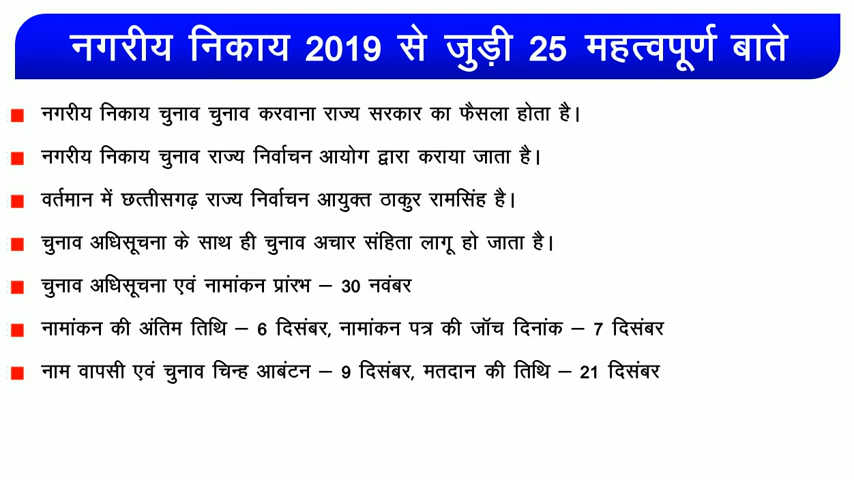 नगरीय निकाय 2019 से जुड़ी 25 महत्वपूर्ण बाते
नगरीय निकाय चुनाव चुनाव करवाना राज्य सरकार का फैसला होता है।
नगरीय निकाय चुनाव राज्य निर्वाचन आयोग द्वारा कराया जाता है।
वर्तमान में छत्तीसगढ़ राज्य निर्वाचन आयुक्त ठाकुर रामसिंह है।
चुनाव अधिसूचना के साथ ही चुनाव अचार संहिता लागू हो जाता है।
चुनाव अधिसूचना एवं नामांकन प्रांरभ – 30 नवंबर
नामांकन की अंतिम तिथि – 6 दिसंबर, नामांकन पत्र की जॉच दिनांक – 7 दिसंबर
नाम वापसी एवं चुनाव चिन्ह आबंटन – 9 दिसंबर, मतदान की तिथि – 21 दिसंबर